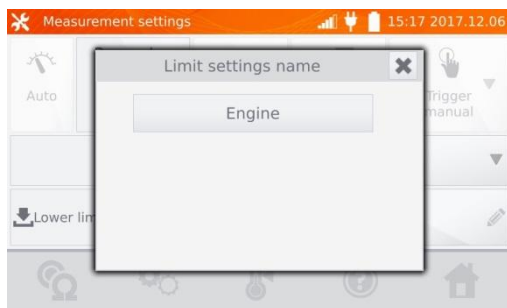 Measurement settings 15:17 2017.12.06
Limit settings name
Auto
Trigger
manual
Engine
Lower lim